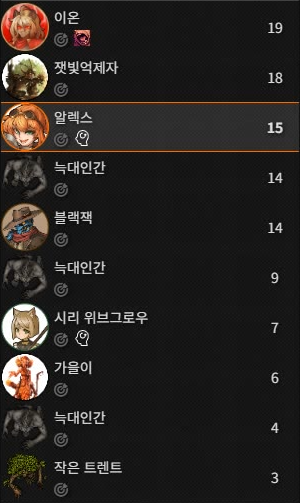 이온 19
잿빛억제자 18
알렉스 15
늑대인간 14
블랙잭 14
늑대인간 9
시리 위브그로우 7
가을이 6
늑대인간 4
작은 트렌트 3